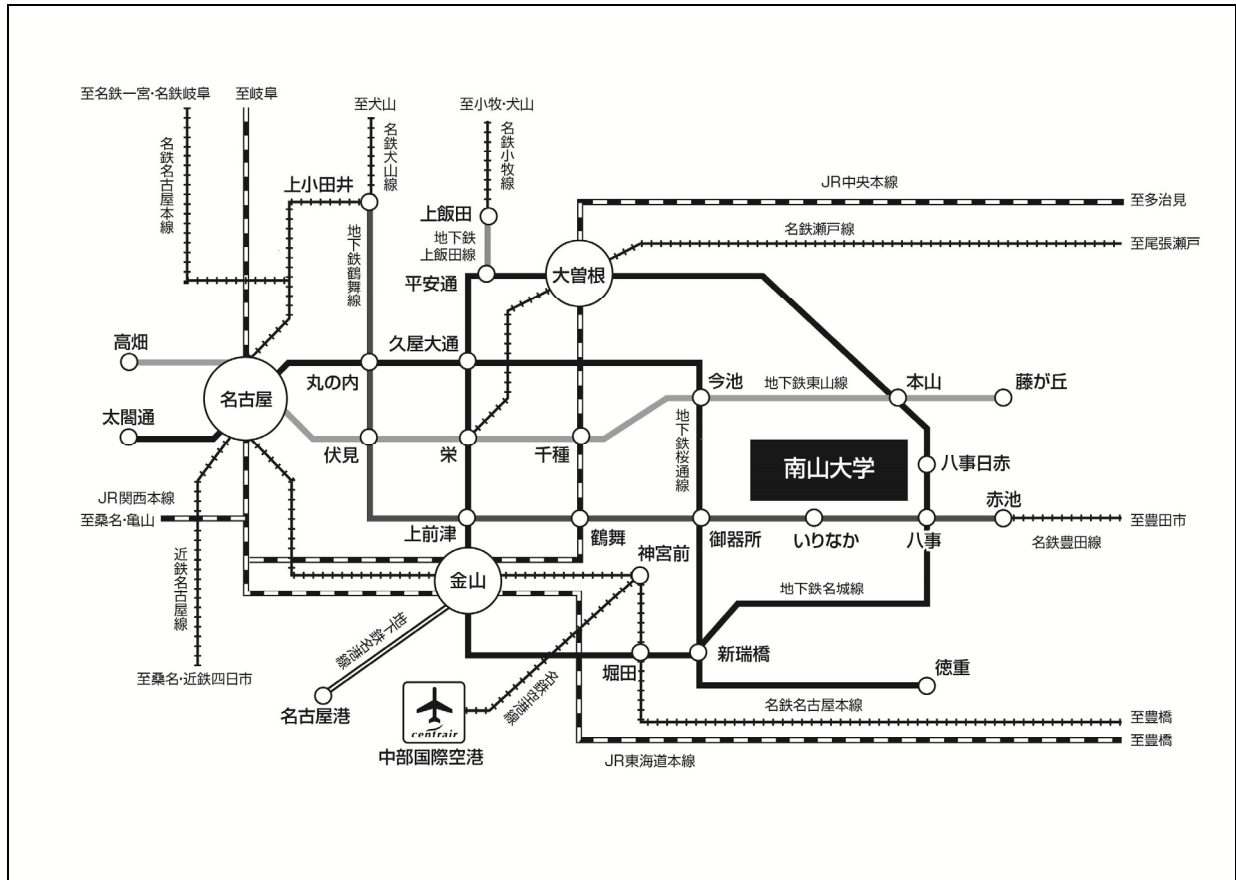 至名鉄一宮・名鉄岐阜
至岐阜
至犬山
至小牧・犬山
名鉄名古屋本線
名鉄犬山線
名鉄小牧線
上小田井
上飯田
JR中央本線
至多治見
地下鉄鶴舞線
地下鉄
上飯田線
名鉄瀬戸線
至尾張瀬戸
平安通
大曽根
高畑
久屋大通
丸の内
今池
地下鉄東山線
本山
藤が丘
名古屋
太閤通
地下鉄桜通線
伏見
栄
千種
南山大学
八事日赤
JR関西本線
赤池
至桑名・亀山
上前津
鶴舞
御器所
いりなか
八事
至豊田市
名鉄豊田線
近鉄名古屋線
神宮前
金山
地下鉄名城線
地下鉄名港線
新瑞橋
堀田
徳重
至桑名・近鉄四日市
名鉄空港線
名古屋港
名鉄名古屋本線
至豊橋
centrair
中部国際空港
至豊橋
JR東海道本線